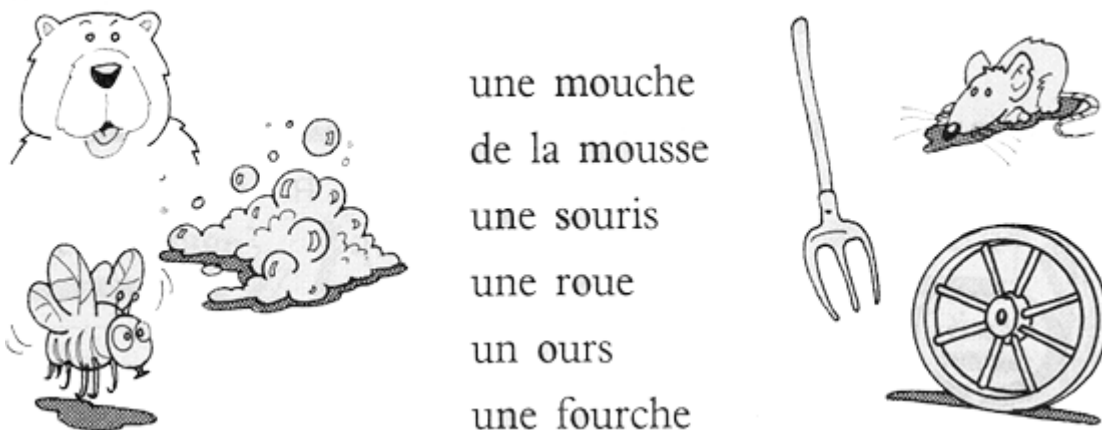 une mouche
de la mousse
une souris
une roue
un ours
une fourche